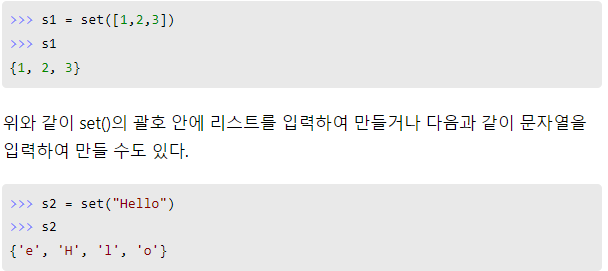 >>> s1 = set([1,2,3])
>>> s1
{1, 2, 3}
위와 같이 set()의 괄호 안에 리스트를 입력하여 만들거나 다음과 같이 문자열을
입력하여 만들 수도 있다.
>>> s2 = set("Hello")
>>> s2
{'e', 'H', 'l', 'o'}